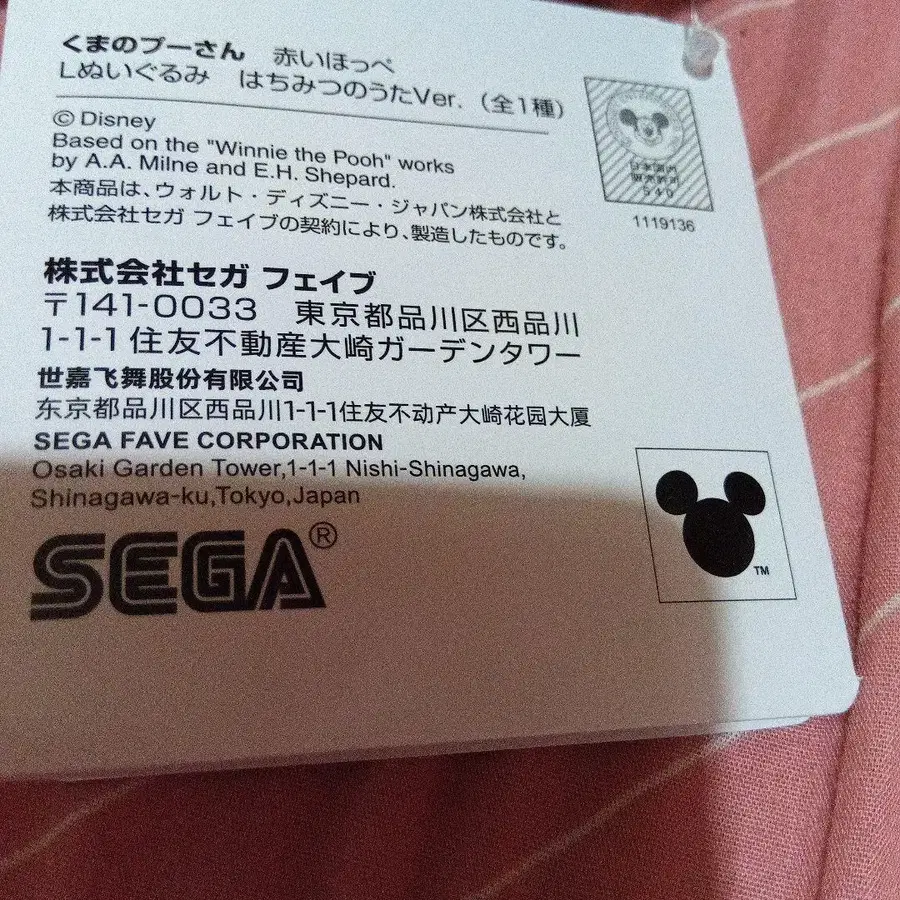 くまのプーさん 赤いほっぺ
Lぬいぐるみ はちみつのうたVer. (全1種)
© Disney
Based on the "Winnie the Pooh" works
by A.A. Milne and E.H. Shepard.
本商品は、ウォルト・ディズニー・ジャパン株式会社と
株式会社セガ フェイブの契約により、製造したものです。
日本国内
販売許可
540
1119136
株式会社セガ フェイブ
〒141-0033 東京都品川区西品川
1-1-1 住友不動産大崎ガーデンタワー
世嘉飞舞股份有限公司
东京都品川区西品川1-1-1住友不动产大崎花园大厦
SEGA FAVE CORPORATION
Osaki Garden Tower,1-1-1 Nishi-Shinagawa,
Shinagawa-ku,Tokyo,Japan
SEGA®
TM